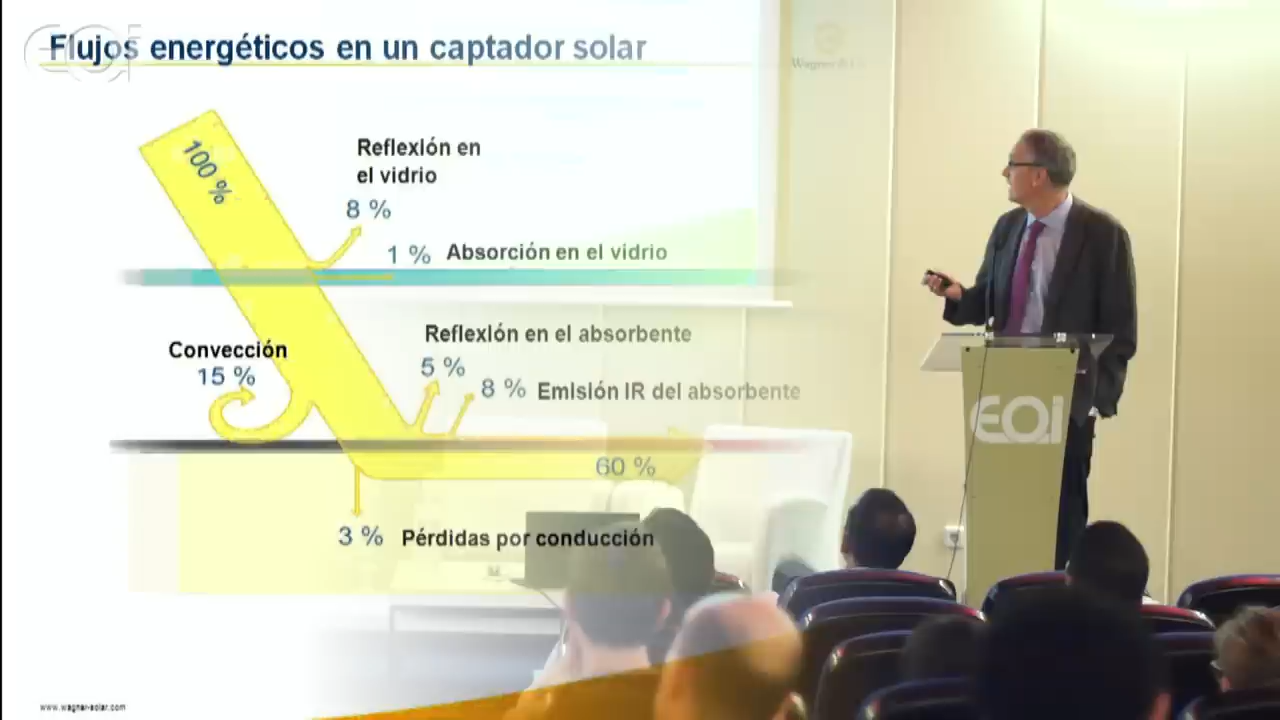 EOi
Flujos energéticos en un captador solar
100 %
Reflexión en
el vidrio
8 %
1 % Absorción en el vidrio
Reflexión en el absorbente
Convección
15 %
5 %
8 % Emisión IR del absorbente
60 %
3 % Pérdidas por conducción
EOi
www.wagner-solar.com